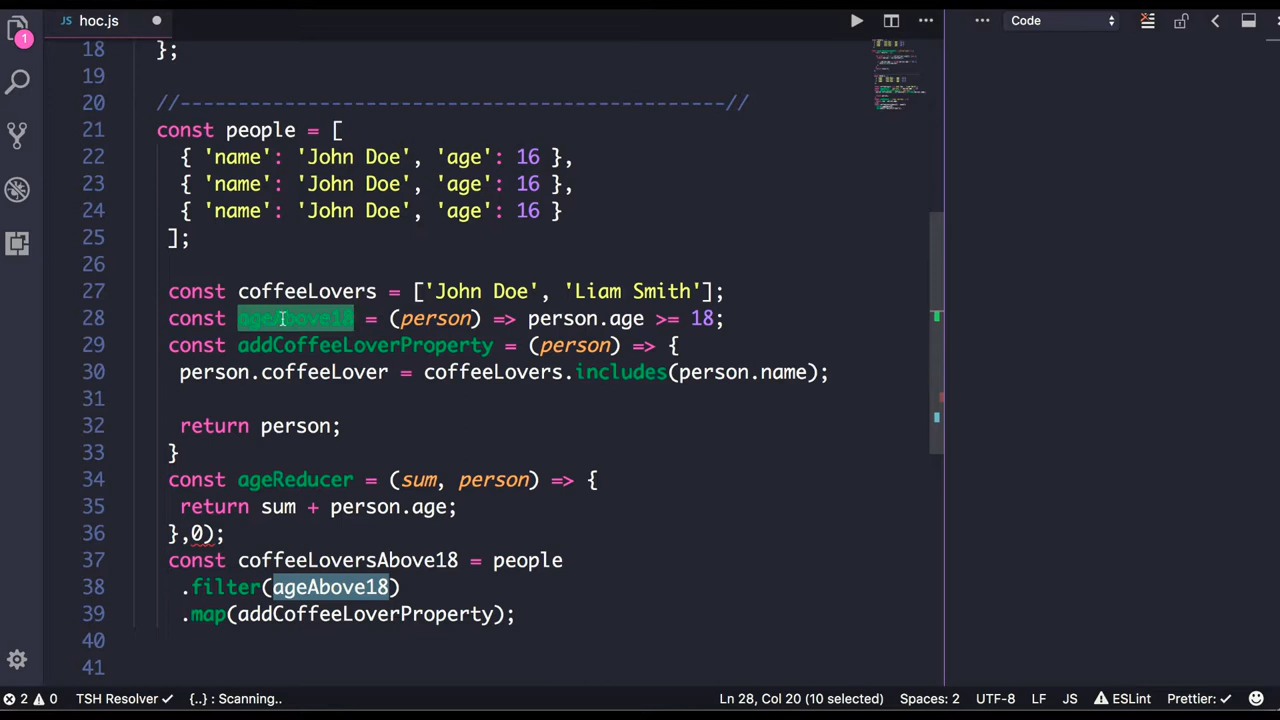 JS hoc.js
Code
1
18 };
19
20 //-----------------------------------------------//
21 const people = [
22 { 'name': 'John Doe', 'age': 16 },
23 { 'name': 'John Doe', 'age': 16 },
24 { 'name': 'John Doe', 'age': 16 }
25 ];
26
27 const coffeeLovers = ['John Doe', 'Liam Smith'];
28 const ageAbove18 = (person) => person.age >= 18;
29 const addCoffeeLoverProperty = (person) => {
30 person.coffeeLover = coffeeLovers.includes(person.name);
31
32 return person;
33 }
34 const ageReducer = (sum, person) => {
35 return sum + person.age;
36 },0);
37 const coffeeLoversAbove18 = people
38 .filter(ageAbove18)
39 .map(addCoffeeLoverProperty);
40
41
2 0 TSH Resolver {..} : Scanning.. Ln 28, Col 20 (10 selected) Spaces: 2 UTF-8 LF JS ESLint Prettier: